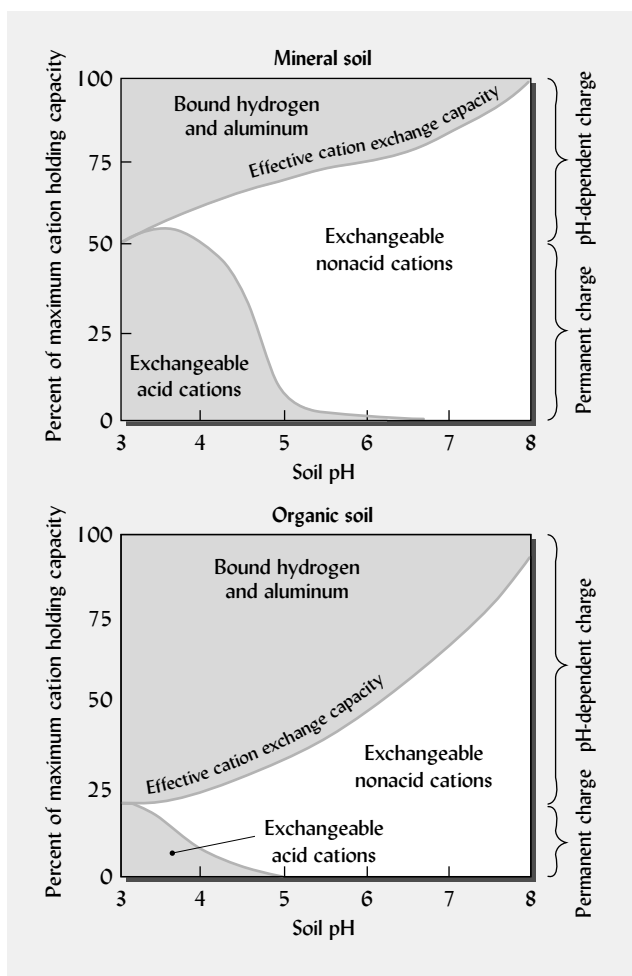 Mineral soil
Percent of maximum cation holding capacity
100
75
50
25
0
Bound hydrogen
and aluminum
Effective cation exchange capacity
Exchangeable
nonacid cations
Exchangeable
acid cations
pH-dependent charge
Permanent charge
3 4 5 6 7 8
Soil pH
Organic soil
Percent of maximum cation holding capacity
100
75
50
25
0
Bound hydrogen
and aluminum
Effective cation exchange capacity
Exchangeable
nonacid cations
Exchangeable
acid cations
pH-dependent charge
Permanent charge
3 4 5 6 7 8
Soil pH